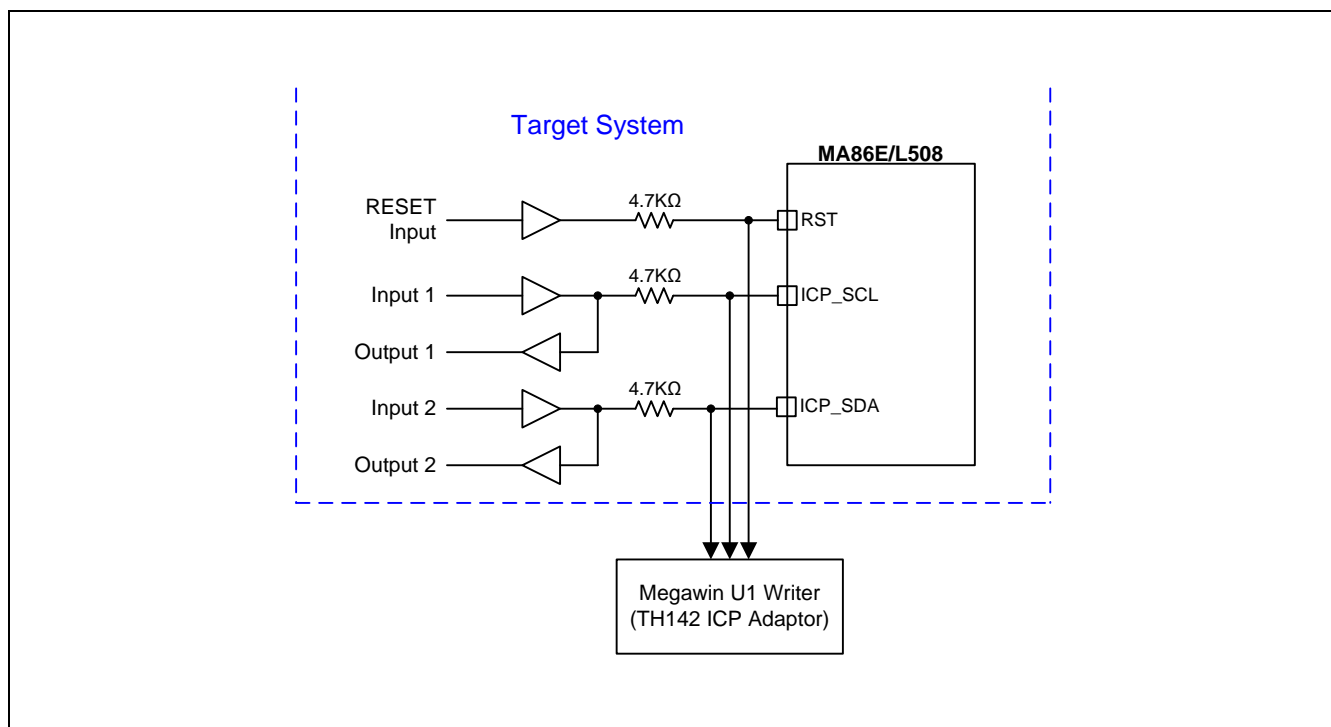 Target System
MA86E/L508
RESET
Input
4.7KΩ
RST
Input 1
4.7KΩ
ICP_SCL
Output 1
Input 2
4.7KΩ
ICP_SDA
Output 2
Megawin U1 Writer
(TH142 ICP Adaptor)